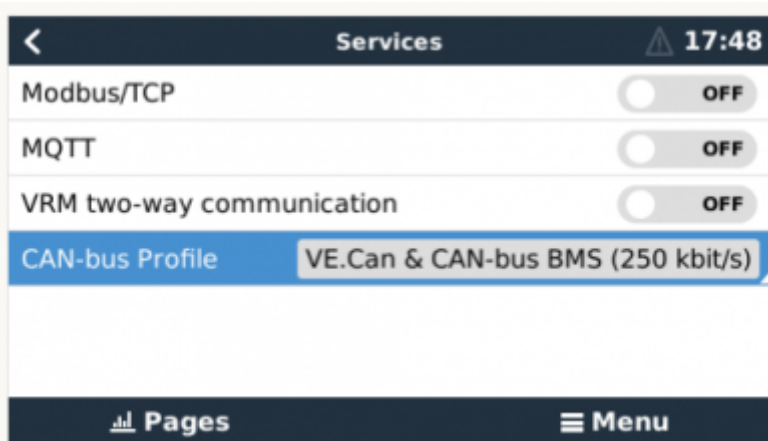 Services 17:48
Modbus/TCP OFF
MQTT OFF
VRM two-way communication OFF
CAN-bus Profile VE.Can & CAN-bus BMS (250 kbit/s)
Pages Menu